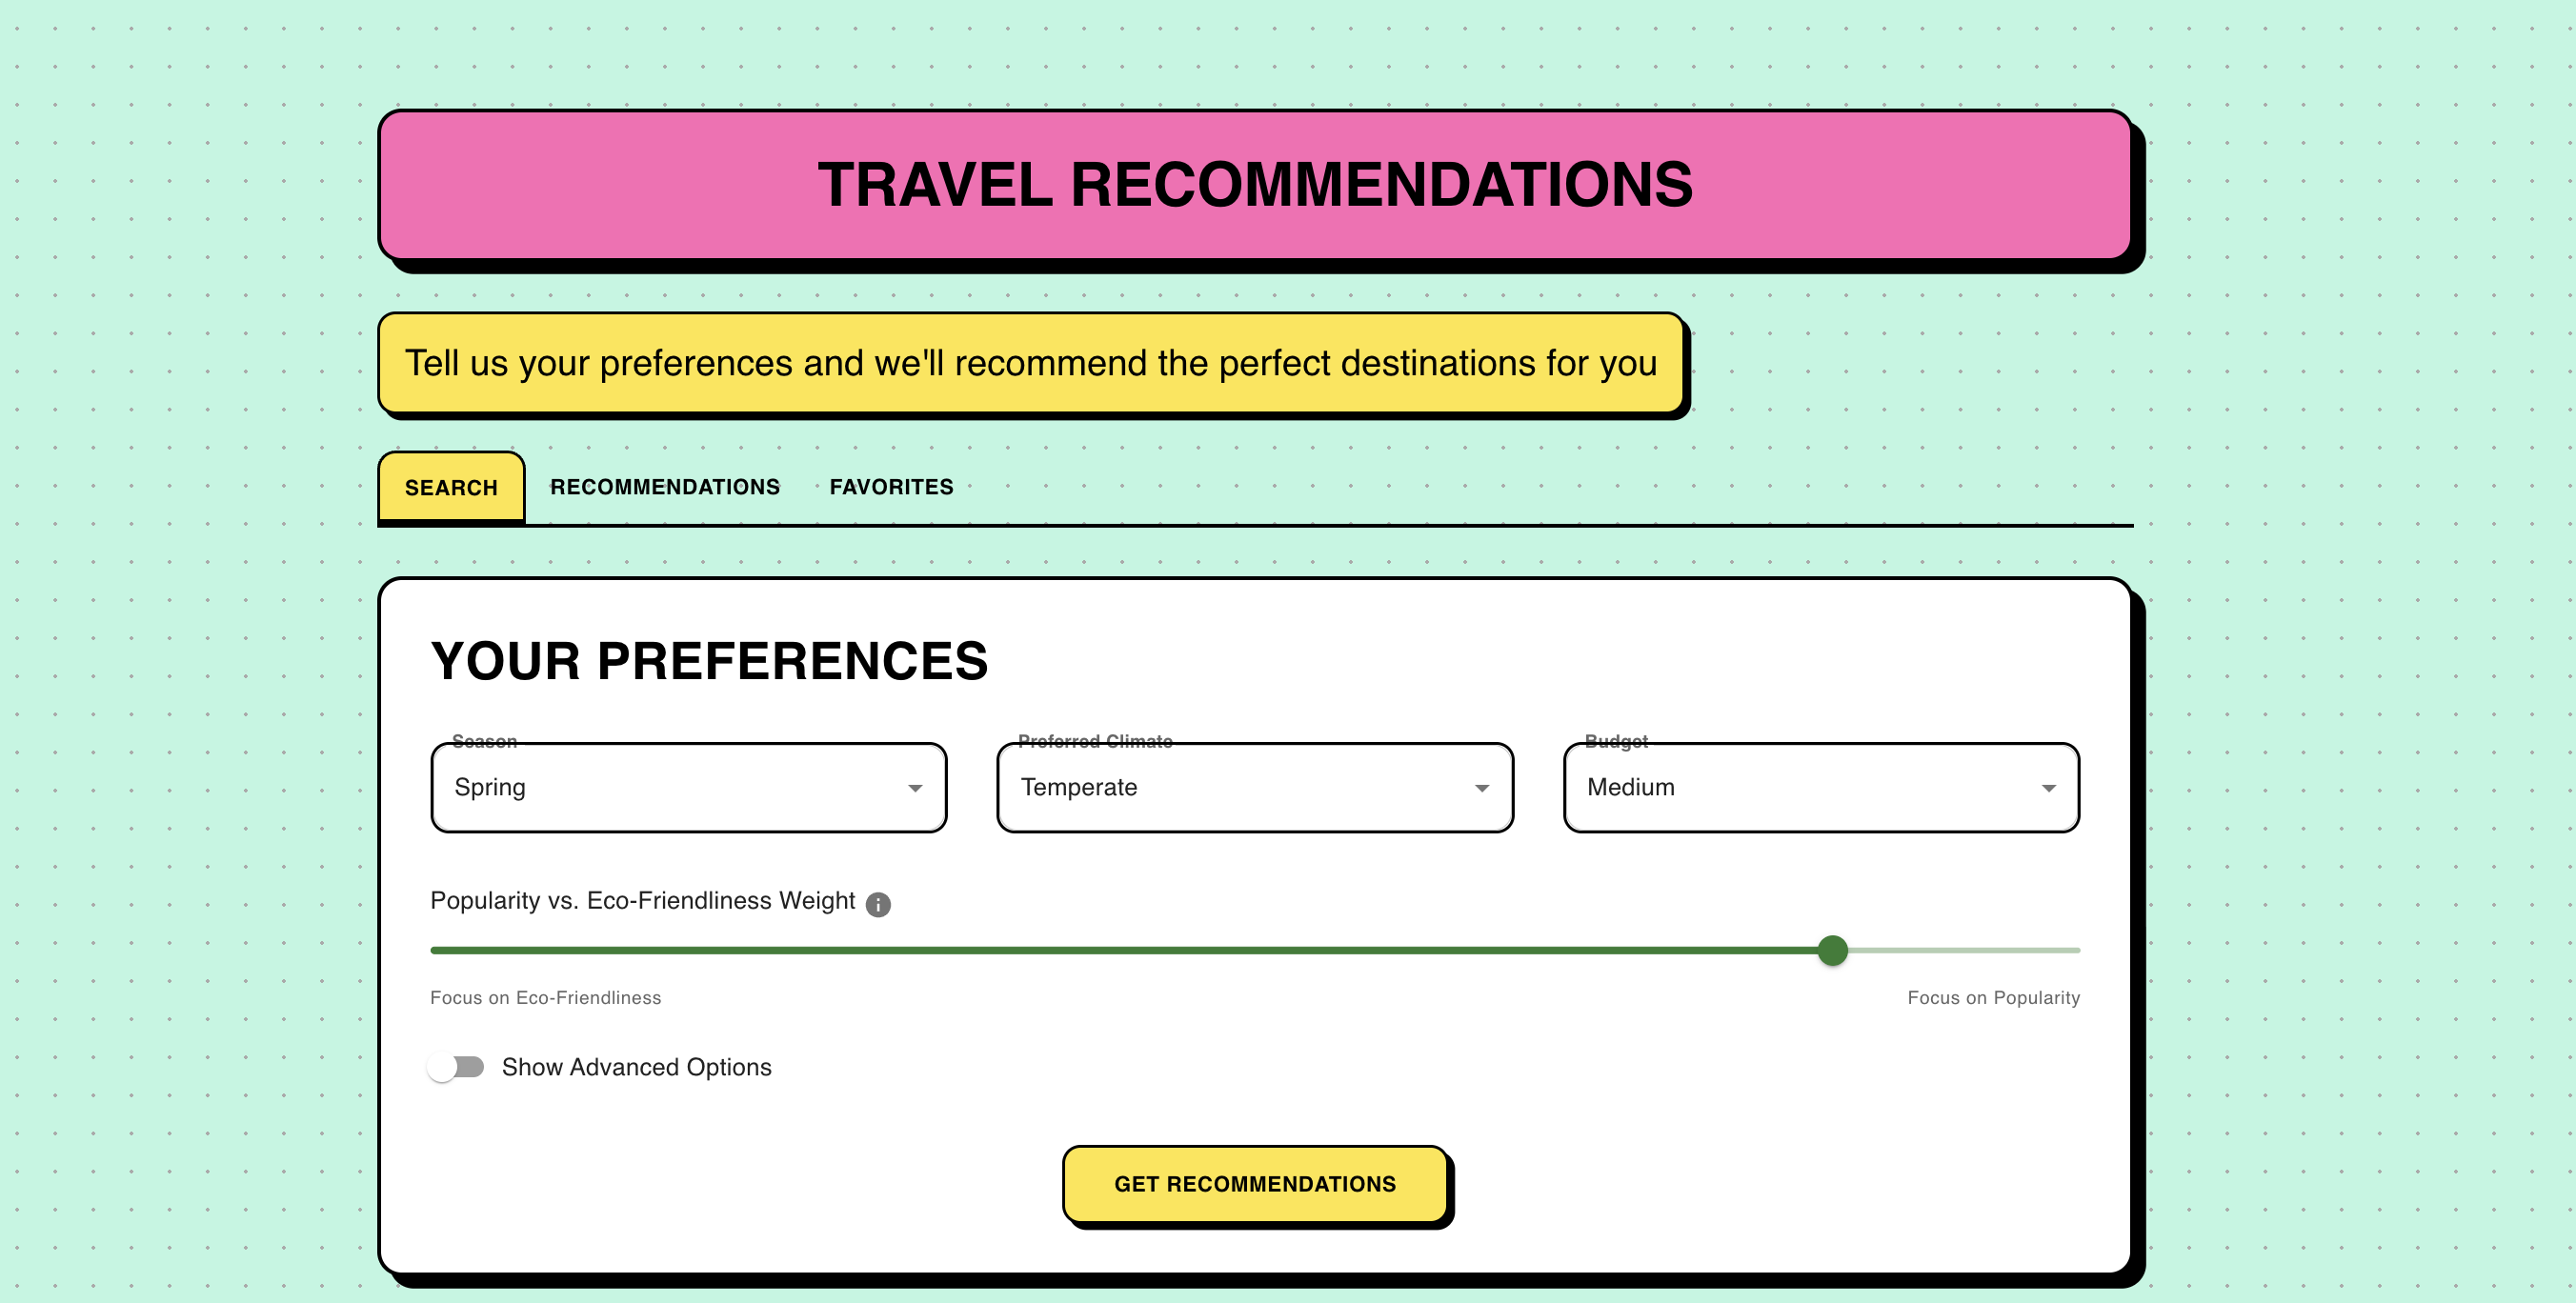 TRAVEL RECOMMENDATIONS
Tell us your preferences and we'll recommend the perfect destinations for you
SEARCH RECOMMENDATIONS FAVORITES
YOUR PREFERENCES
Season Preferred Climate Budget
Spring Temperate Medium
Popularity vs. Eco-Friendliness Weight
Focus on Eco-Friendliness Focus on Popularity
Show Advanced Options
GET RECOMMENDATIONS